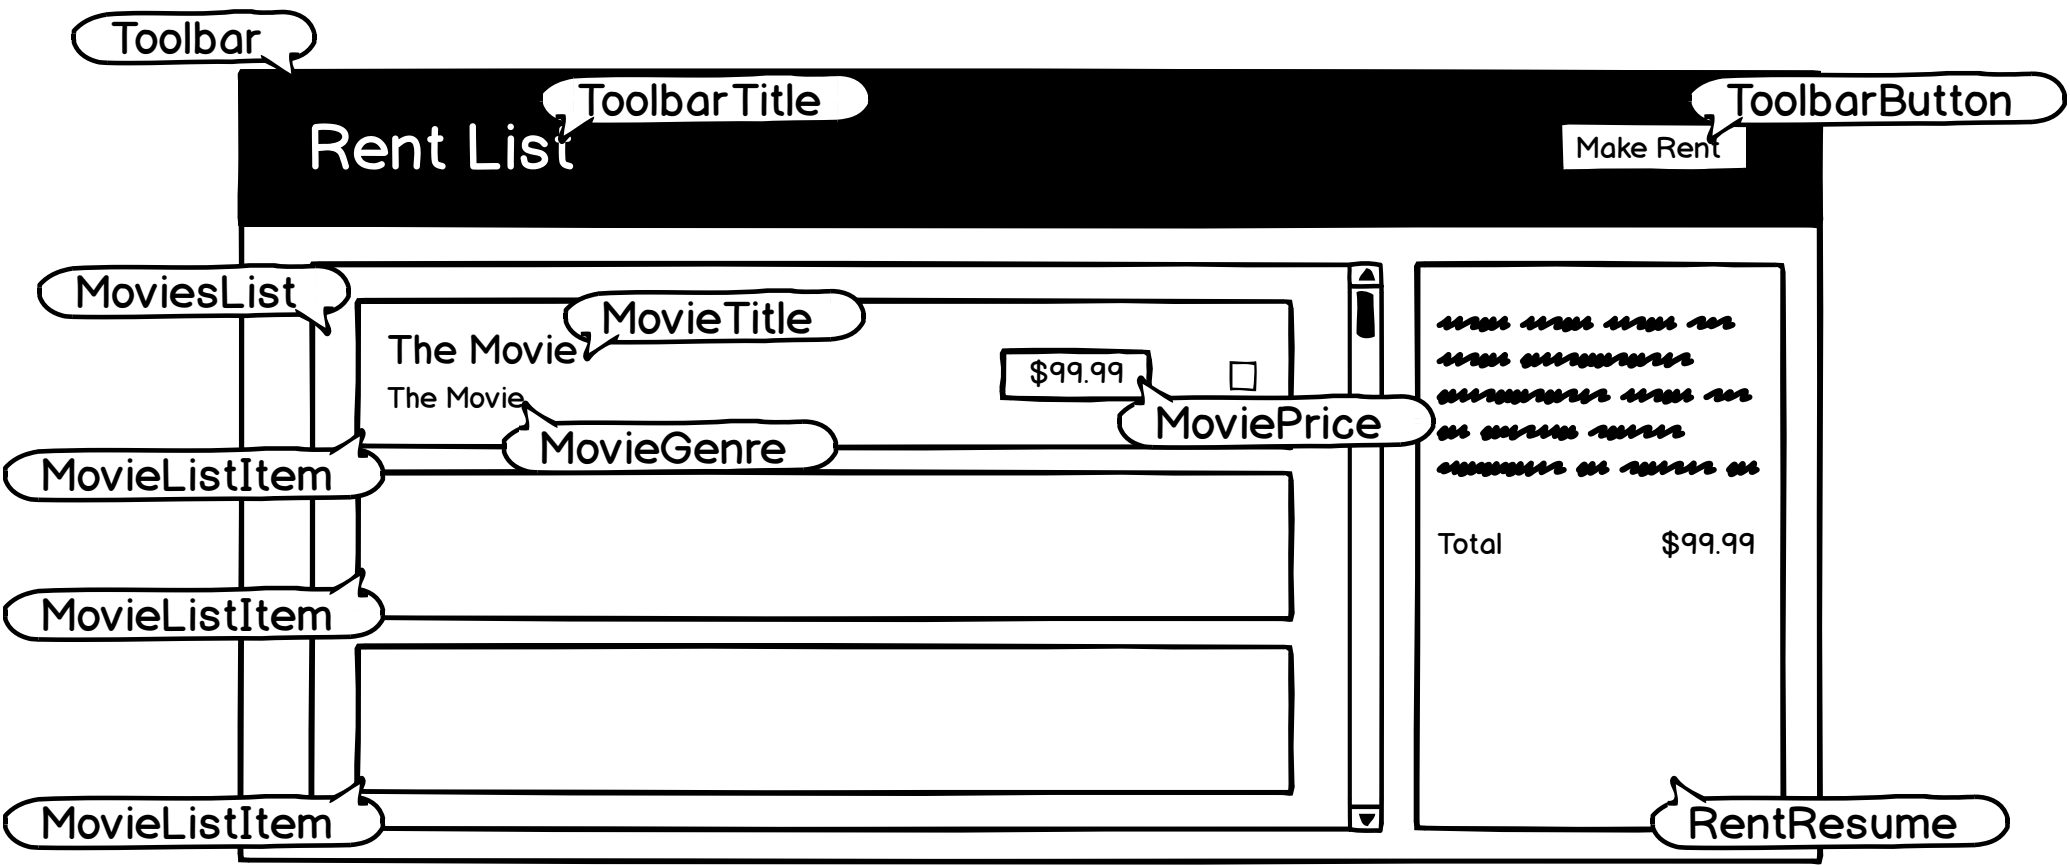 Toolbar
ToolbarTitle
ToolbarButton
Rent List
Make Rent
MoviesList
MovieTitle
The Movie
$99.99
The Movie
MoviePrice
MovieGenre
MovieListItem
Total
$99.99
MovieListItem
MovieListItem
RentResume